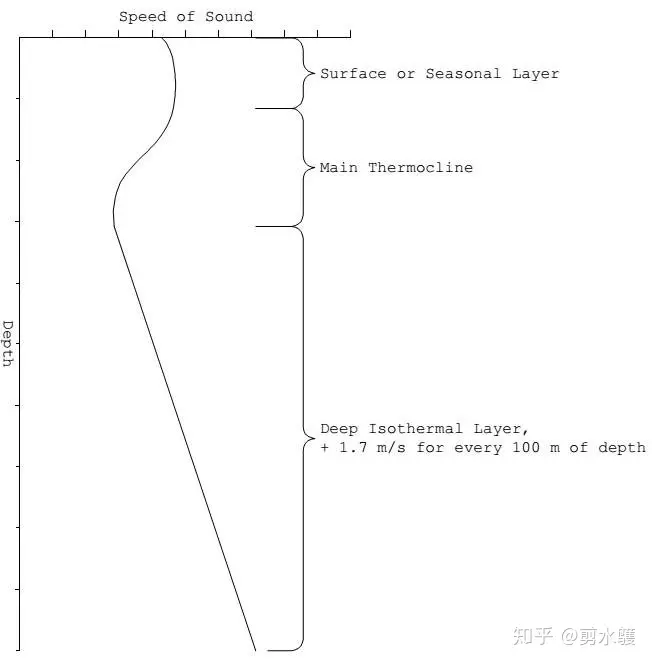 Speed of Sound
Surface or Seasonal Layer
Main Thermocline
Depth
Deep Isothermal Layer,
+ 1.7 m/s for every 100 m of depth
知乎 @剪水鸌